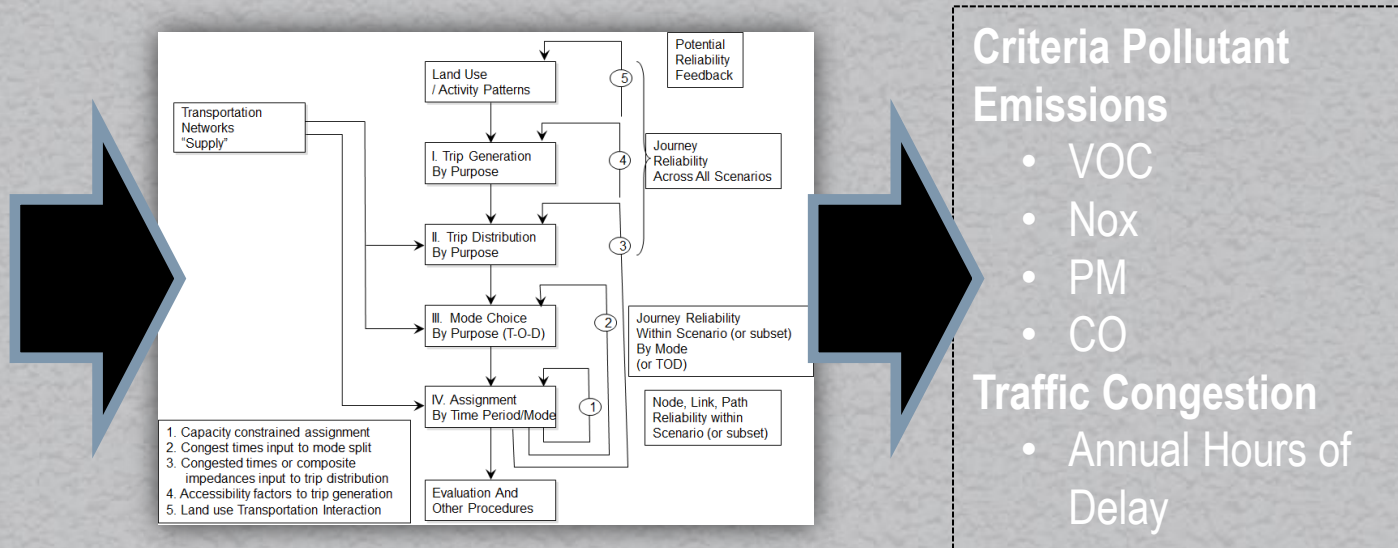 Potential
Reliability
Feedback
Land Use
/ Activity Patterns
5
Transportation
Networks
“Supply”
I. Trip Generation
By Purpose
4
Journey
Reliability
Across All Scenarios
II. Trip Distribution
By Purpose
3
III. Mode Choice
By Purpose (T-O-D)
2
Journey Reliability
Within Scenario (or subset)
By Mode
(or TOD)
IV. Assignment
By Time Period/Mode
1
Node, Link, Path
Reliability within
Scenario (or subset)
1. Capacity constrained assignment
2. Congest times input to mode split
3. Congested times or composite
impedances input to trip distribution
4. Accessibility factors to trip generation
5. Land use Transportation Interaction
Evaluation And
Other Procedures
Criteria Pollutant
Emissions
• VOC
• Nox
• PM
• CO
Traffic Congestion
• Annual Hours of
Delay